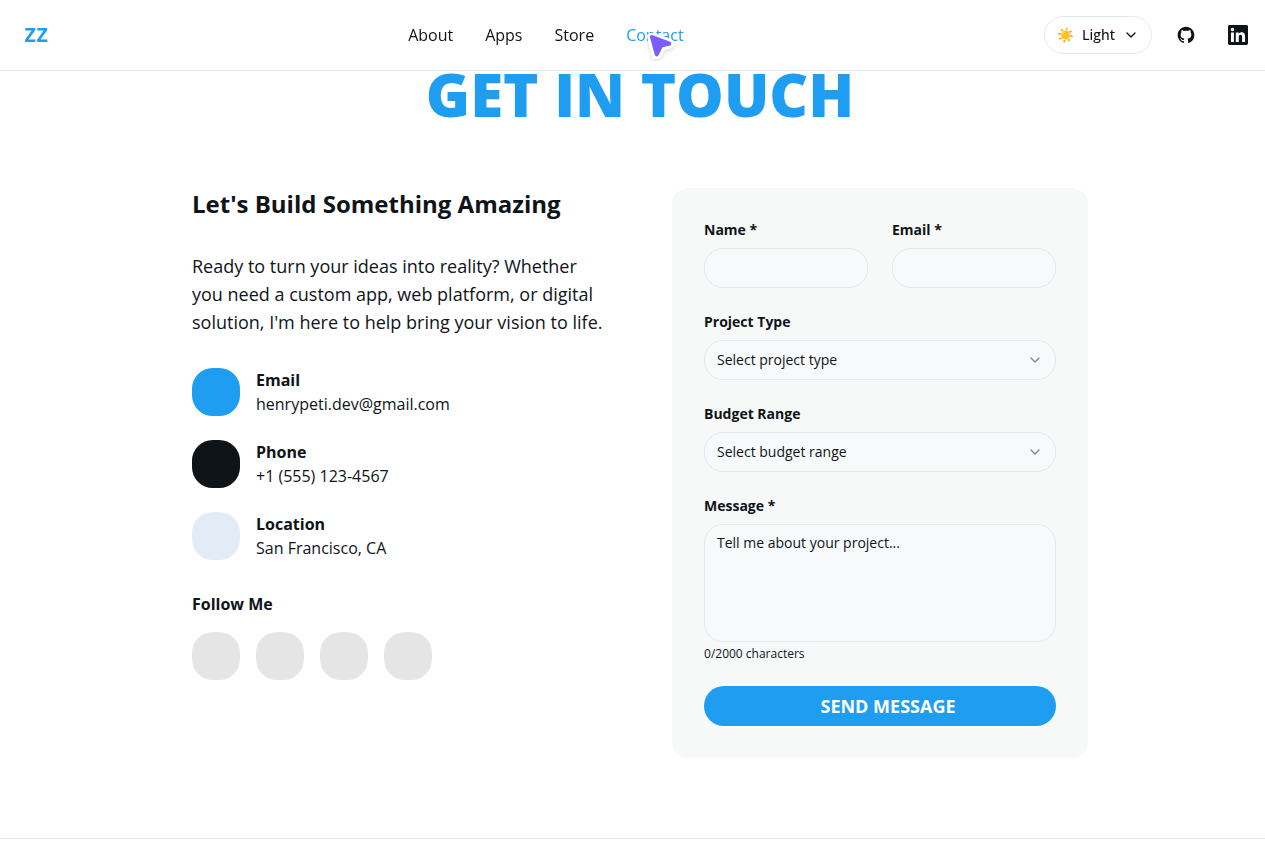 ZZ
About
Apps
Store
Contact
Light
GET IN TOUCH
Let's Build Something Amazing
Ready to turn your ideas into reality? Whether
you need a custom app, web platform, or digital
solution, I'm here to help bring your vision to life.
Email
henrypeti.dev@gmail.com
Phone
+1 (555) 123-4567
Location
San Francisco, CA
Follow Me
Name *
Email *
Project Type
Select project type
Budget Range
Select budget range
Message *
Tell me about your project...
0/2000 characters
SEND MESSAGE